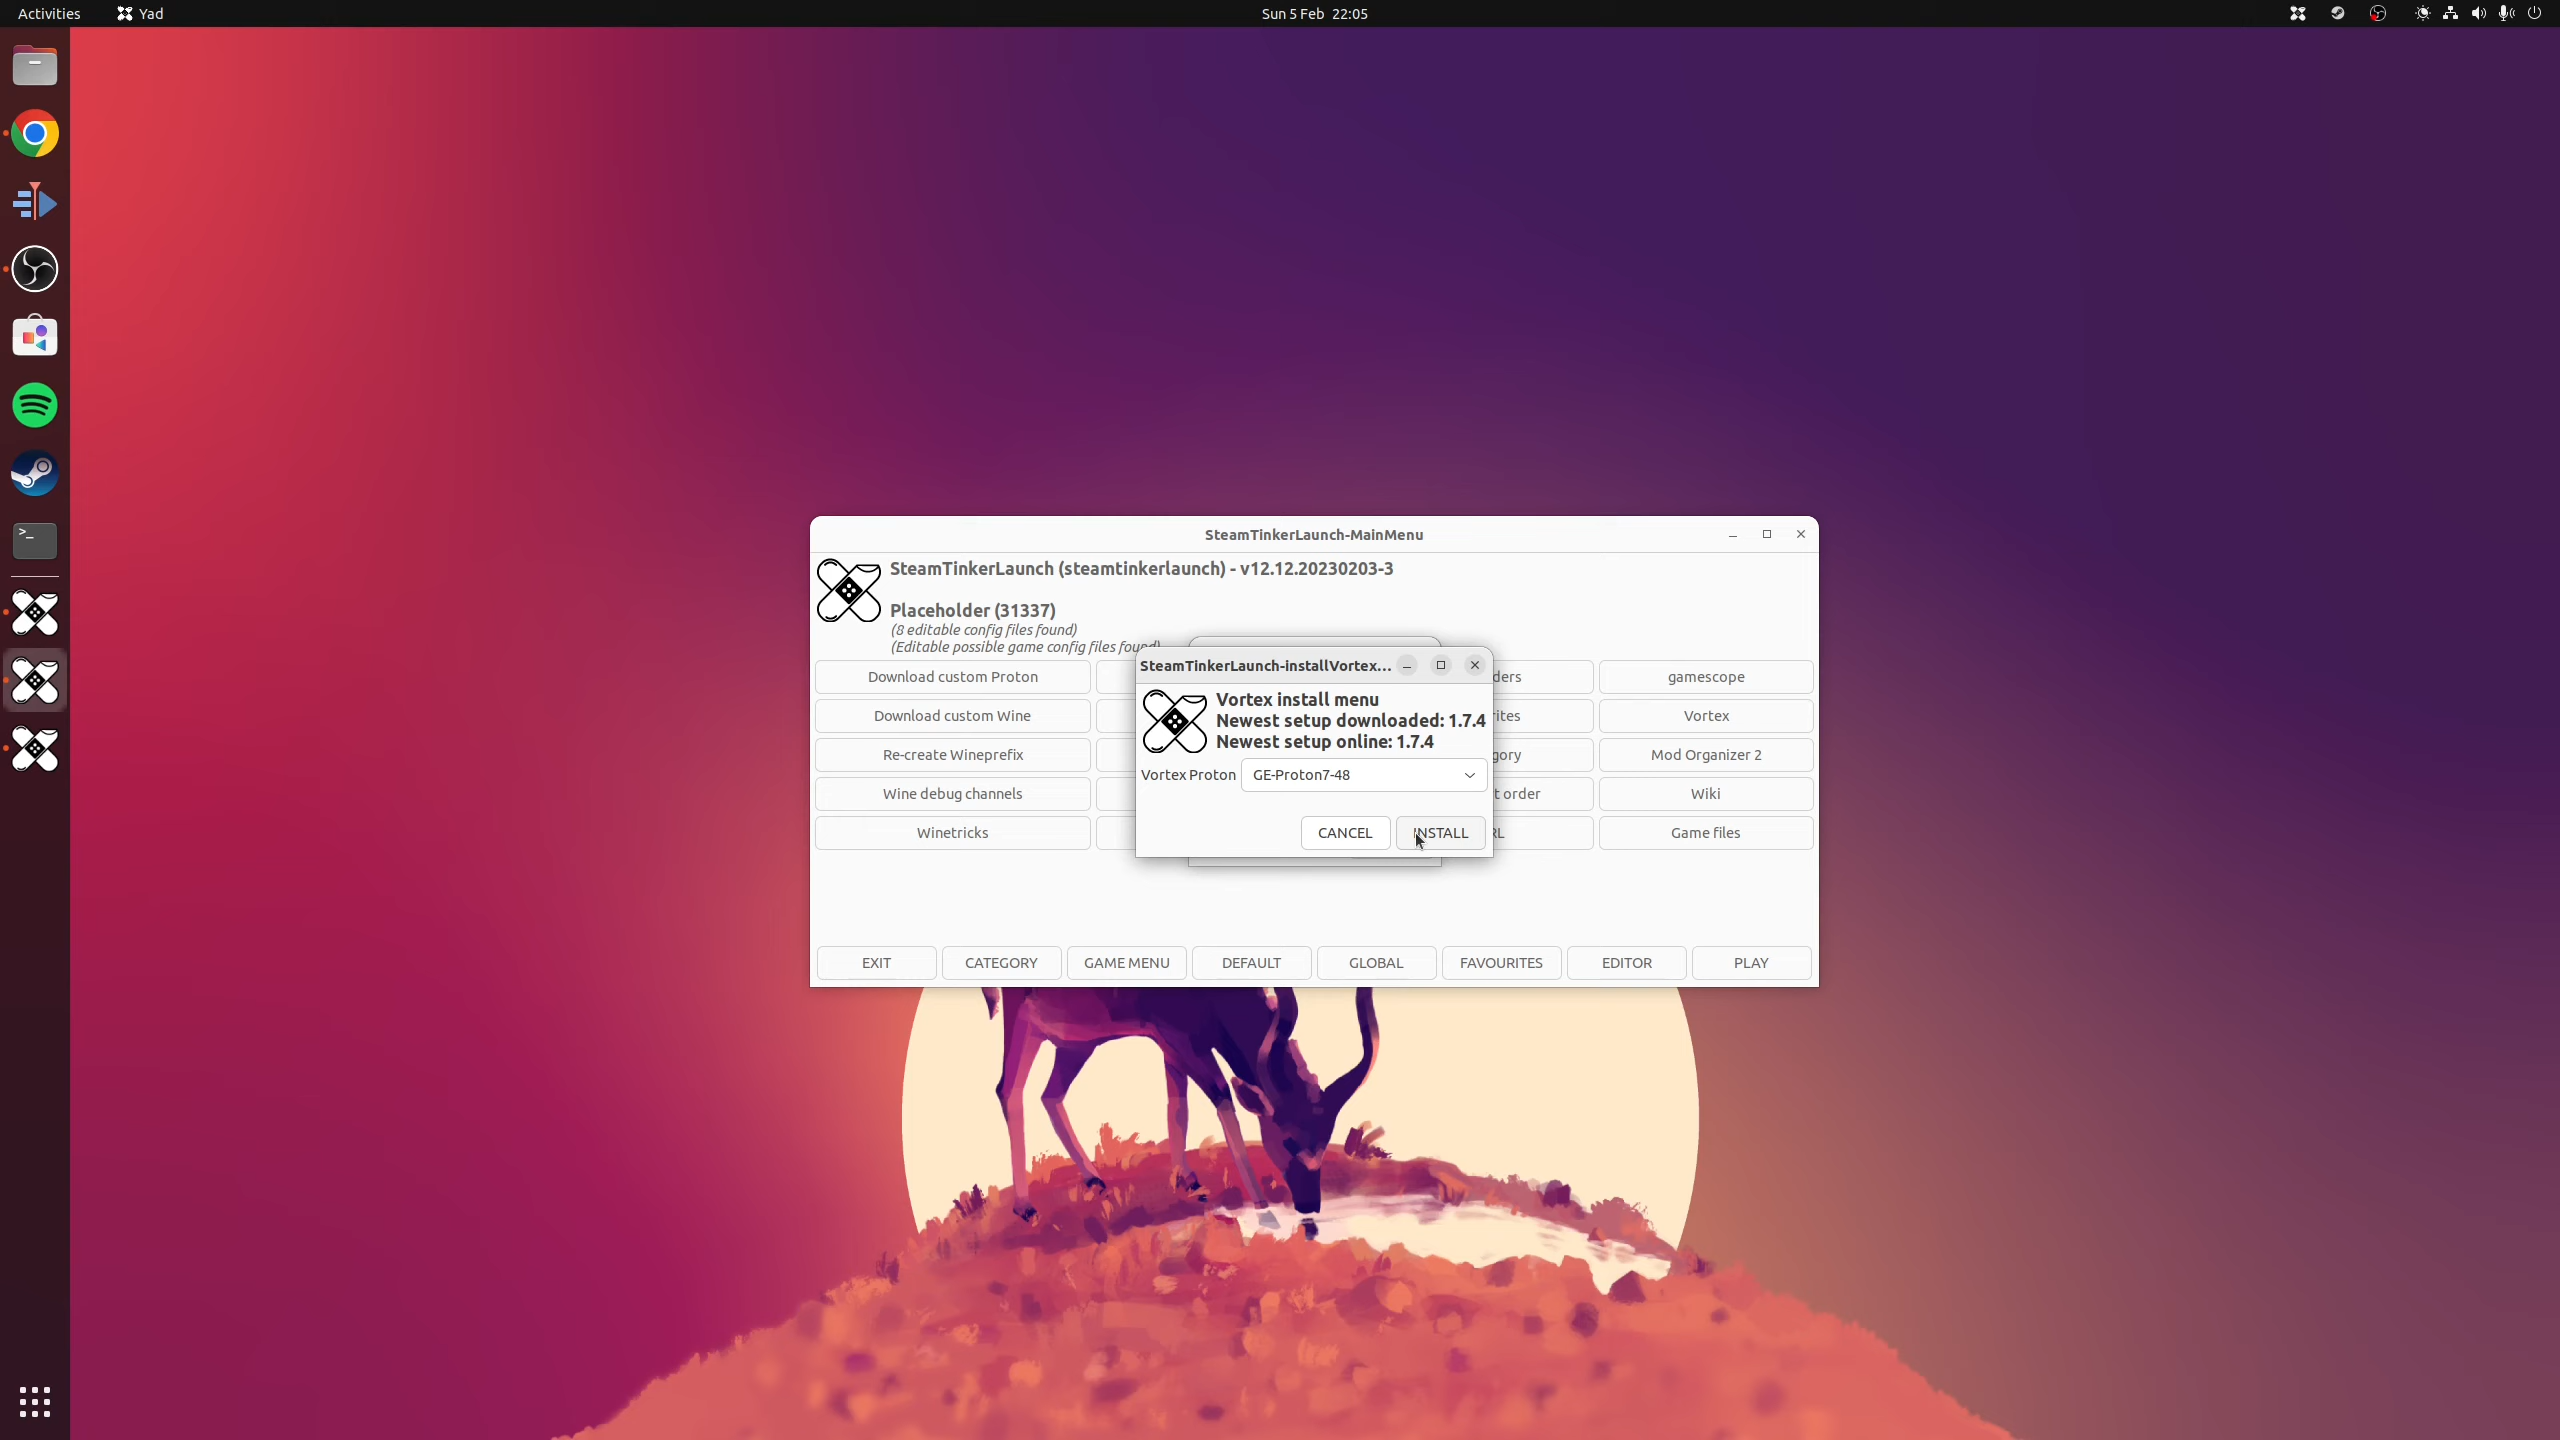 Activities
Yad
Sun 5 Feb 22:05
SteamTinkerLaunch-MainMenu
SteamTinkerLaunch (steamtinkerlaunch) - v12.12.20230203-3
Placeholder (31337)
(8 editable config files found)
(Editable possible game config files found)
Download custom Proton
Download custom Wine
Re-create Wineprefix
Wine debug channels
Winetricks
SteamTinkerLaunch-installVortex...
Vortex install menu
Newest setup downloaded: 1.7.4
Newest setup online: 1.7.4
Vortex Proton
GE-Proton7-48
CANCEL
INSTALL
ders
rites
gory
t order
RL
gamescope
Vortex
Mod Organizer 2
Wiki
Game files
EXIT
CATEGORY
GAME MENU
DEFAULT
GLOBAL
FAVOURITES
EDITOR
PLAY